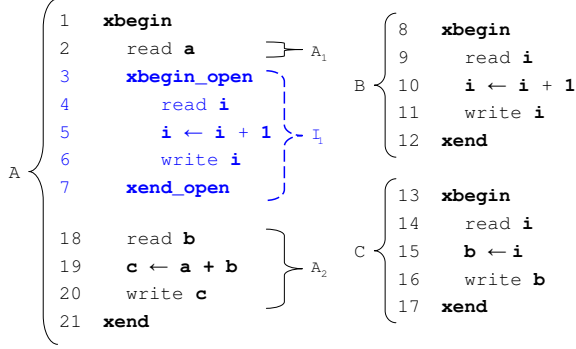 A
1 xbegin
2 read a
A₁
3 xbegin_open
4 read i
5 i ← i + 1
I₁
6 write i
7 xend_open
18 read b
19 c ← a + b
A₂
20 write c
21 xend
B
8 xbegin
9 read i
10 i ← i + 1
11 write i
12 xend
C
13 xbegin
14 read i
15 b ← i
16 write b
17 xend